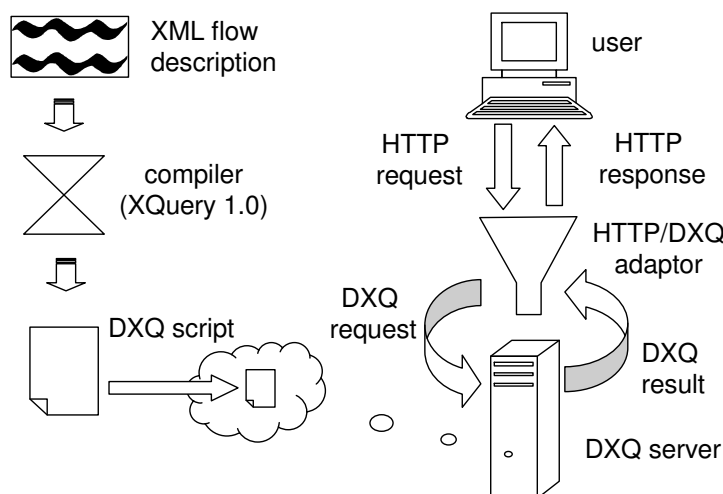 XML flow
description
compiler
(XQuery 1.0)
DXQ script
user
HTTP
request
HTTP
response
HTTP/DXQ
adaptor
DXQ
request
DXQ
result
DXQ server